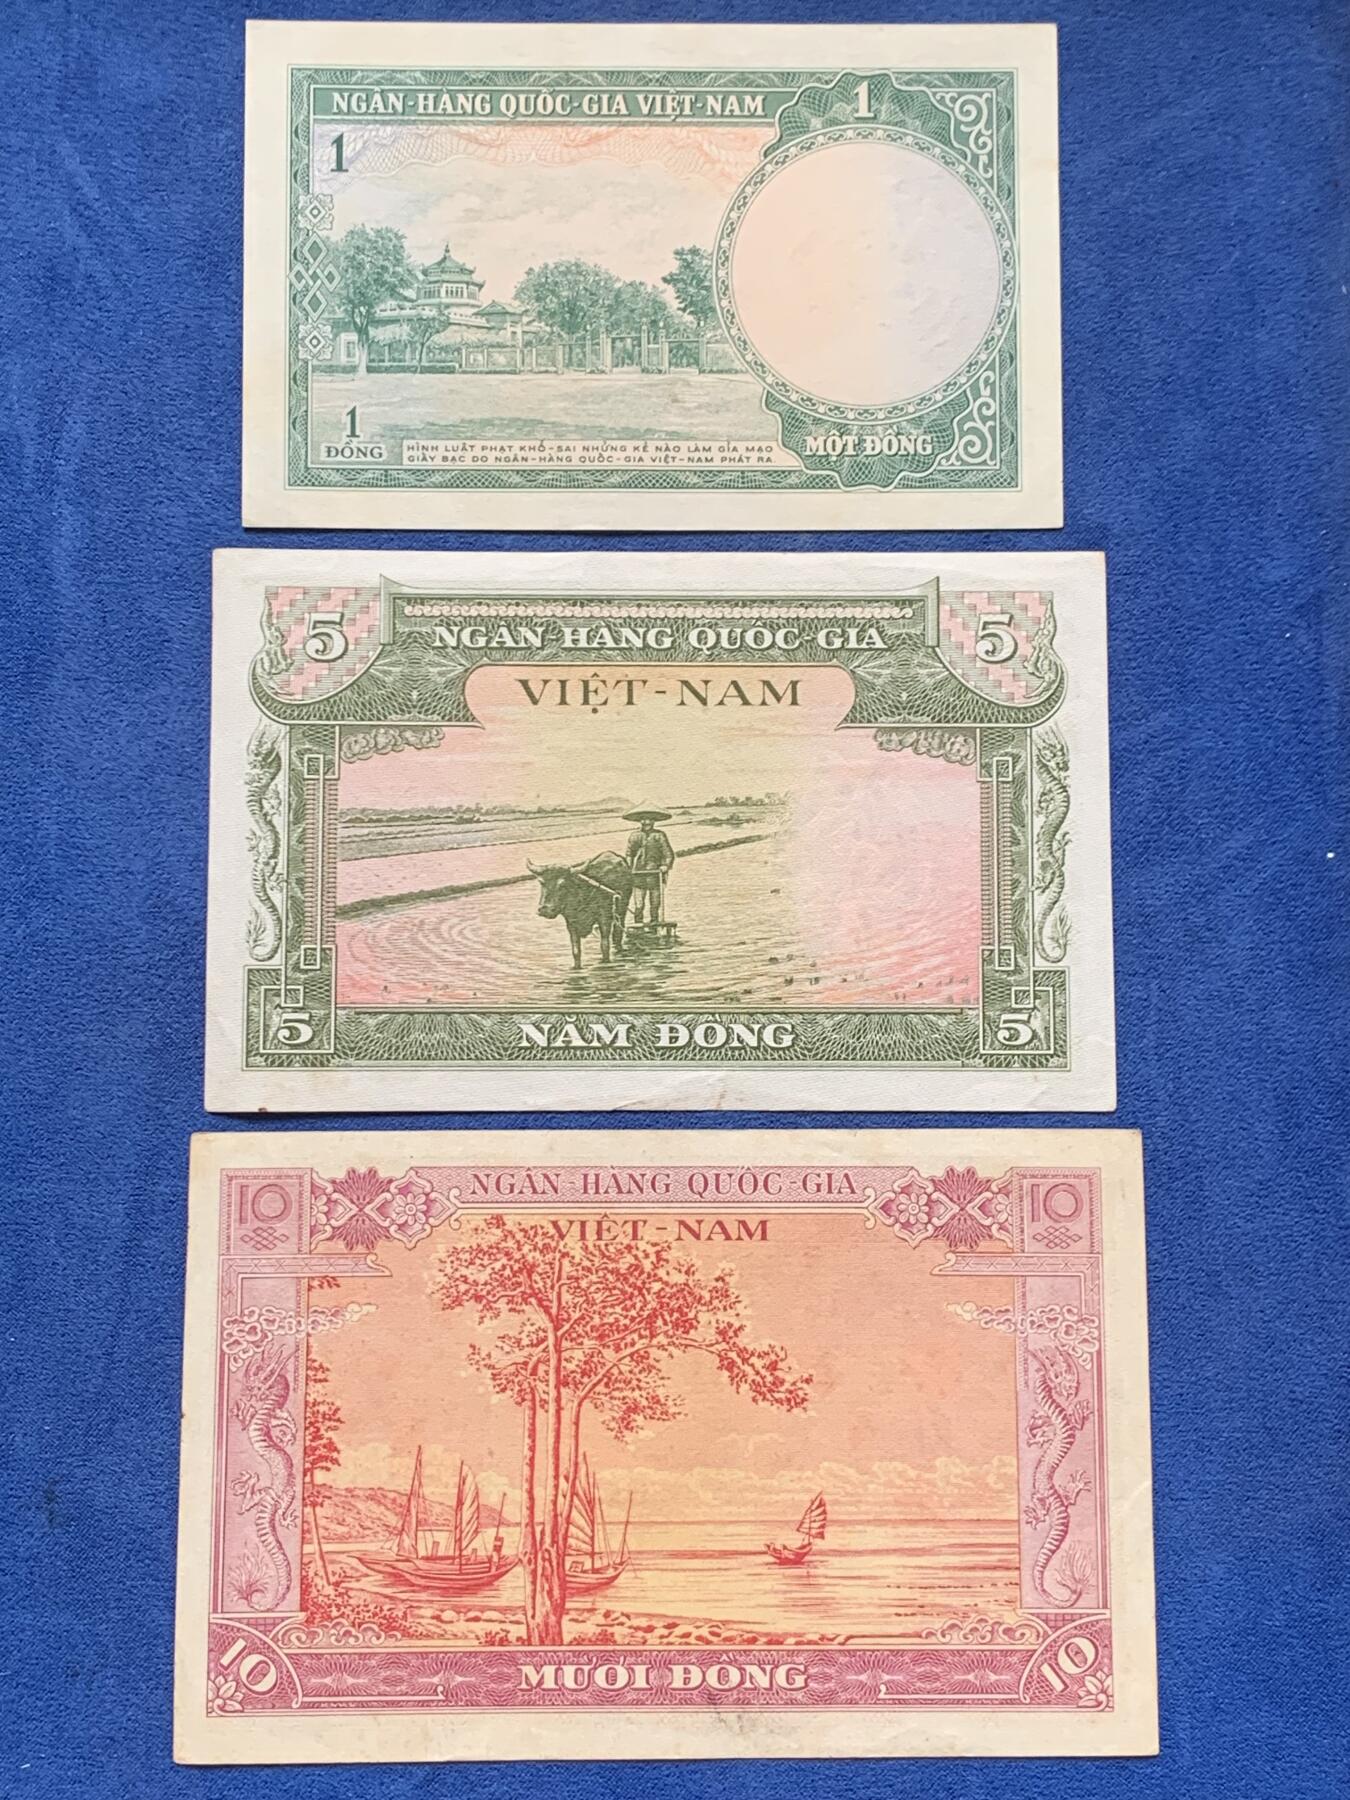 NGÂN-HÀNG QUỐC-GIA VIỆT-NAM
1
1
1
ĐỒNG
HÌNH LUẬT PHẠT KHỔ-SAI NHỮNG KẺ NÀO LÀM GIẢ MẠO
GIẤY BẠC DO NGÂN-HÀNG QUỐC-GIA VIỆT-NAM PHÁT RA.
MỘT ĐỒNG
5
NGÂN-HÀNG QUỐC-GIA
5
VIỆT-NAM
5
NĂM ĐỒNG
5
10
NGÂN-HÀNG QUỐC-GIA
10
VIỆT-NAM
10
MƯỜI ĐỒNG
10